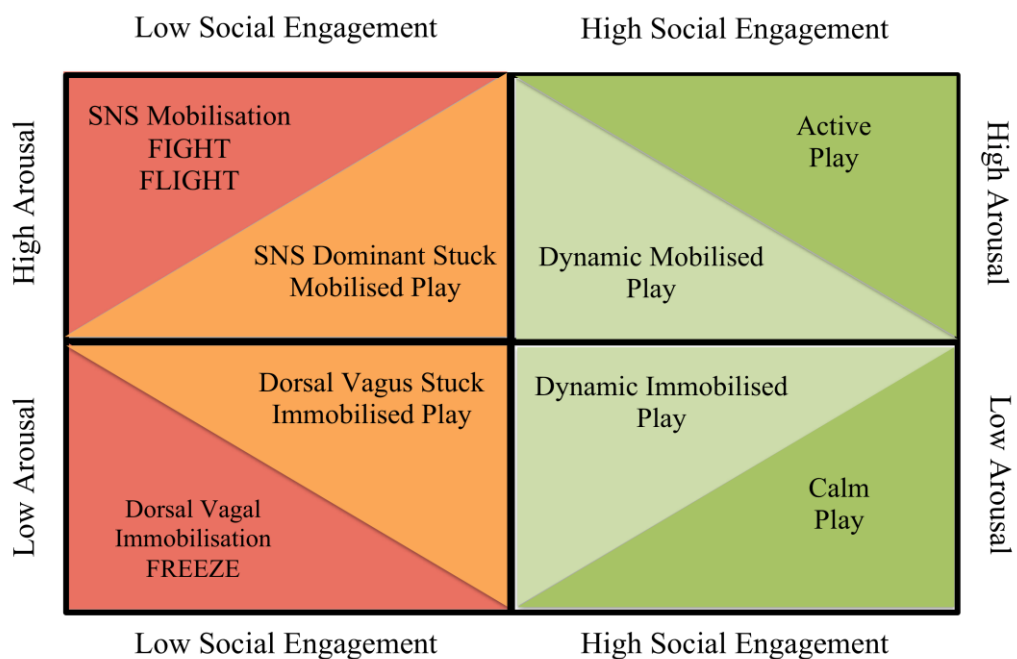 Low Social Engagement
High Social Engagement
High Arousal
SNS Mobilisation
FIGHT
FLIGHT
SNS Dominant Stuck
Mobilised Play
Active
Play
Dynamic Mobilised
Play
High Arousal
Low Arousal
Dorsal Vagus Stuck
Immobilised Play
Dorsal Vagal
Immobilisation
FREEZE
Dynamic Immobilised
Play
Calm
Play
Low Arousal
Low Social Engagement
High Social Engagement